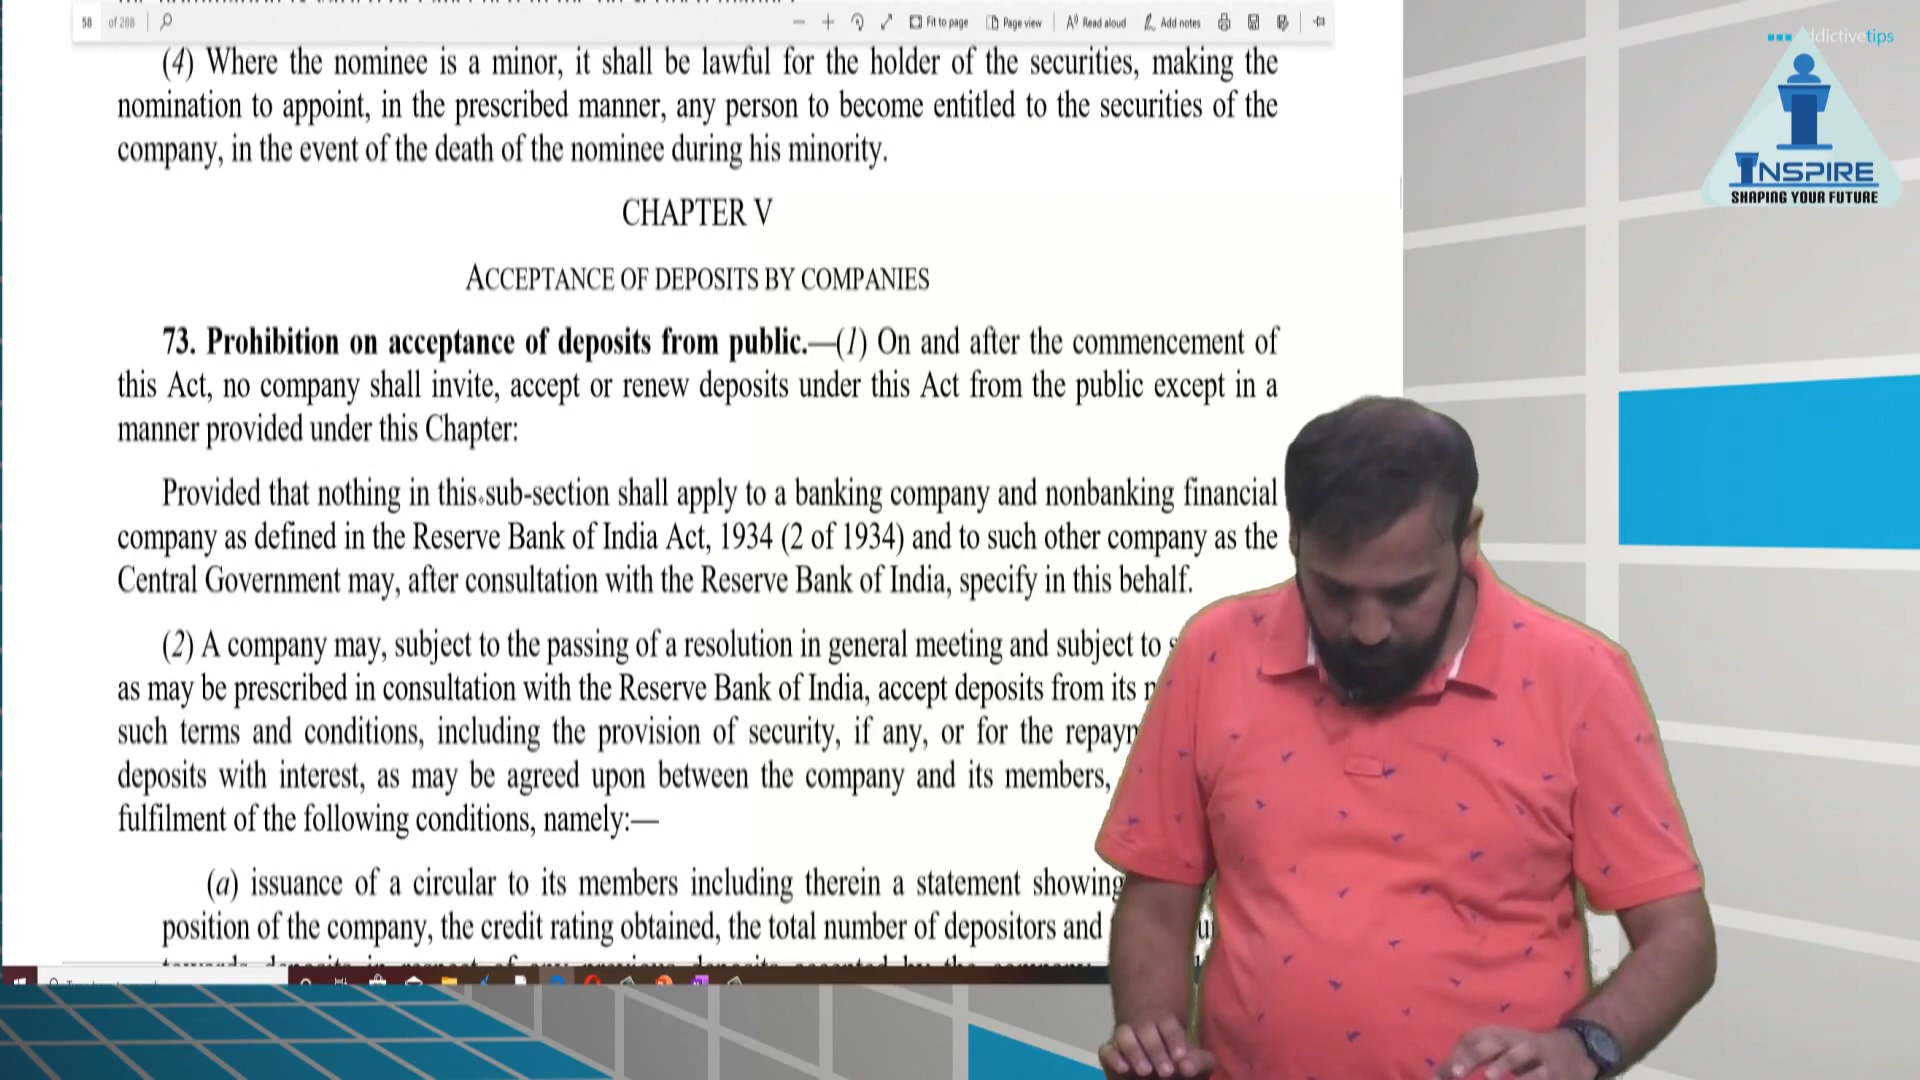 58 of 288 Fit to page Page view Read aloud Add notes
ddictivetips
(4) Where the nominee is a minor, it shall be lawful for the holder of the securities, making the
nomination to appoint, in the prescribed manner, any person to become entitled to the securities of the
company, in the event of the death of the nominee during his minority.
INSPIRE
SHAPING YOUR FUTURE
CHAPTER V
ACCEPTANCE OF DEPOSITS BY COMPANIES
73. Prohibition on acceptance of deposits from public.—(1) On and after the commencement of
this Act, no company shall invite, accept or renew deposits under this Act from the public except in a
manner provided under this Chapter:
Provided that nothing in this sub-section shall apply to a banking company and nonbanking financial
company as defined in the Reserve Bank of India Act, 1934 (2 of 1934) and to such other company as the
Central Government may, after consultation with the Reserve Bank of India, specify in this behalf.
(2) A company may, subject to the passing of a resolution in general meeting and subject to
as may be prescribed in consultation with the Reserve Bank of India, accept deposits from its
such terms and conditions, including the provision of security, if any, or for the
deposits with interest, as may be agreed upon between the company and its members,
fulfilment of the following conditions, namely:—
(a) issuance of a circular to its members including therein a statement showing
position of the company, the credit rating obtained, the total number of depositors and